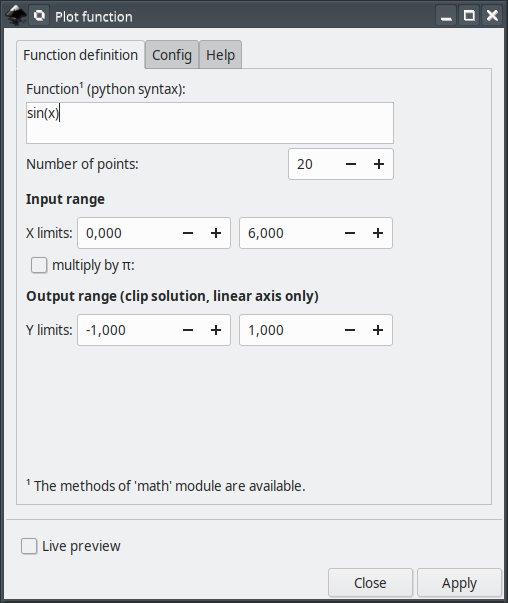 Plot function
Function definition Config Help
Function¹ (python syntax):
sin(x)
Number of points: 20
Input range
X limits: 0,000 6,000
multiply by π:
Output range (clip solution, linear axis only)
Y limits: -1,000 1,000
¹ The methods of 'math' module are available.
Live preview
Close Apply